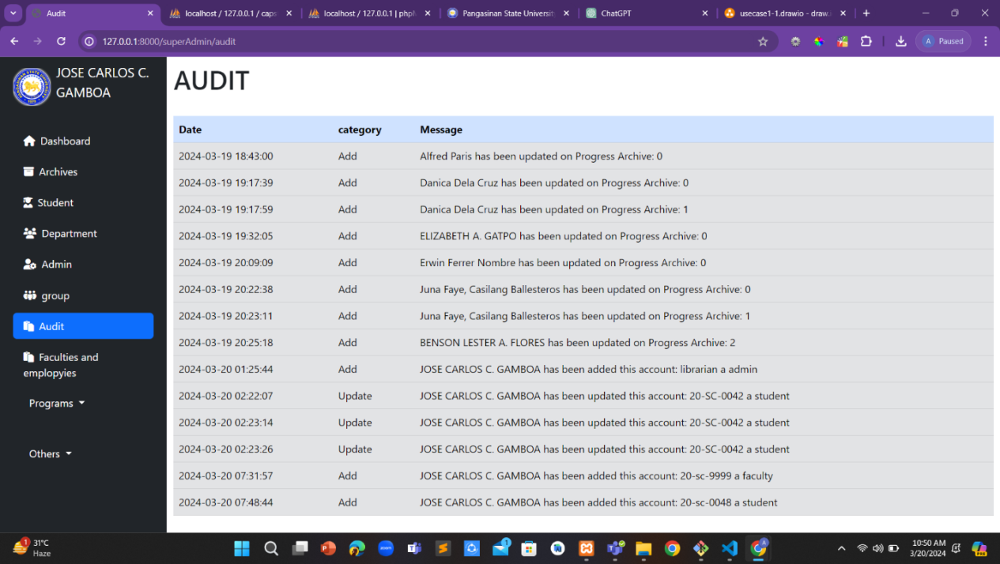 Audit
localhost / 127.0.0.1 / caps
localhost / 127.0.0.1 | phpM
Pangasinan State Universit
ChatGPT
usecase1-1.drawio - draw.i
127.0.0.1:8000/superAdmin/audit
A Paused
JOSE CARLOS C.
GAMBOA
Dashboard
Archives
Student
Department
Admin
group
Audit
Faculties and
emplopyies
Programs
Others
AUDIT
Date category Message
2024-03-19 18:43:00 Add Alfred Paris has been updated on Progress Archive: 0
2024-03-19 19:17:39 Add Danica Dela Cruz has been updated on Progress Archive: 0
2024-03-19 19:17:59 Add Danica Dela Cruz has been updated on Progress Archive: 1
2024-03-19 19:32:05 Add ELIZABETH A. GATPO has been updated on Progress Archive: 0
2024-03-19 20:09:09 Add Erwin Ferrer Nombre has been updated on Progress Archive: 0
2024-03-19 20:22:38 Add Juna Faye, Casilang Ballesteros has been updated on Progress Archive: 0
2024-03-19 20:23:11 Add Juna Faye, Casilang Ballesteros has been updated on Progress Archive: 1
2024-03-19 20:25:18 Add BENSON LESTER A. FLORES has been updated on Progress Archive: 2
2024-03-20 01:25:44 Add JOSE CARLOS C. GAMBOA has been added this account: librarian a admin
2024-03-20 02:22:07 Update JOSE CARLOS C. GAMBOA has been updated this account: 20-SC-0042 a student
2024-03-20 02:23:14 Update JOSE CARLOS C. GAMBOA has been updated this account: 20-SC-0042 a student
2024-03-20 02:23:26 Update JOSE CARLOS C. GAMBOA has been updated this account: 20-SC-0042 a student
2024-03-20 07:31:57 Add JOSE CARLOS C. GAMBOA has been added this account: 20-sc-9999 a faculty
2024-03-20 07:48:44 Add JOSE CARLOS C. GAMBOA has been added this account: 20-sc-0048 a student
1
31°C
Haze
zoom
1
10:50 AM
3/20/2024
PRE